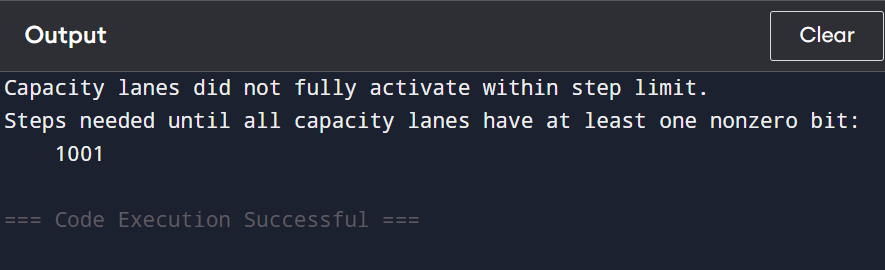 Output
Clear
Capacity lanes did not fully activate within step limit.
Steps needed until all capacity lanes have at least one nonzero bit:
1001
=== Code Execution Successful ===